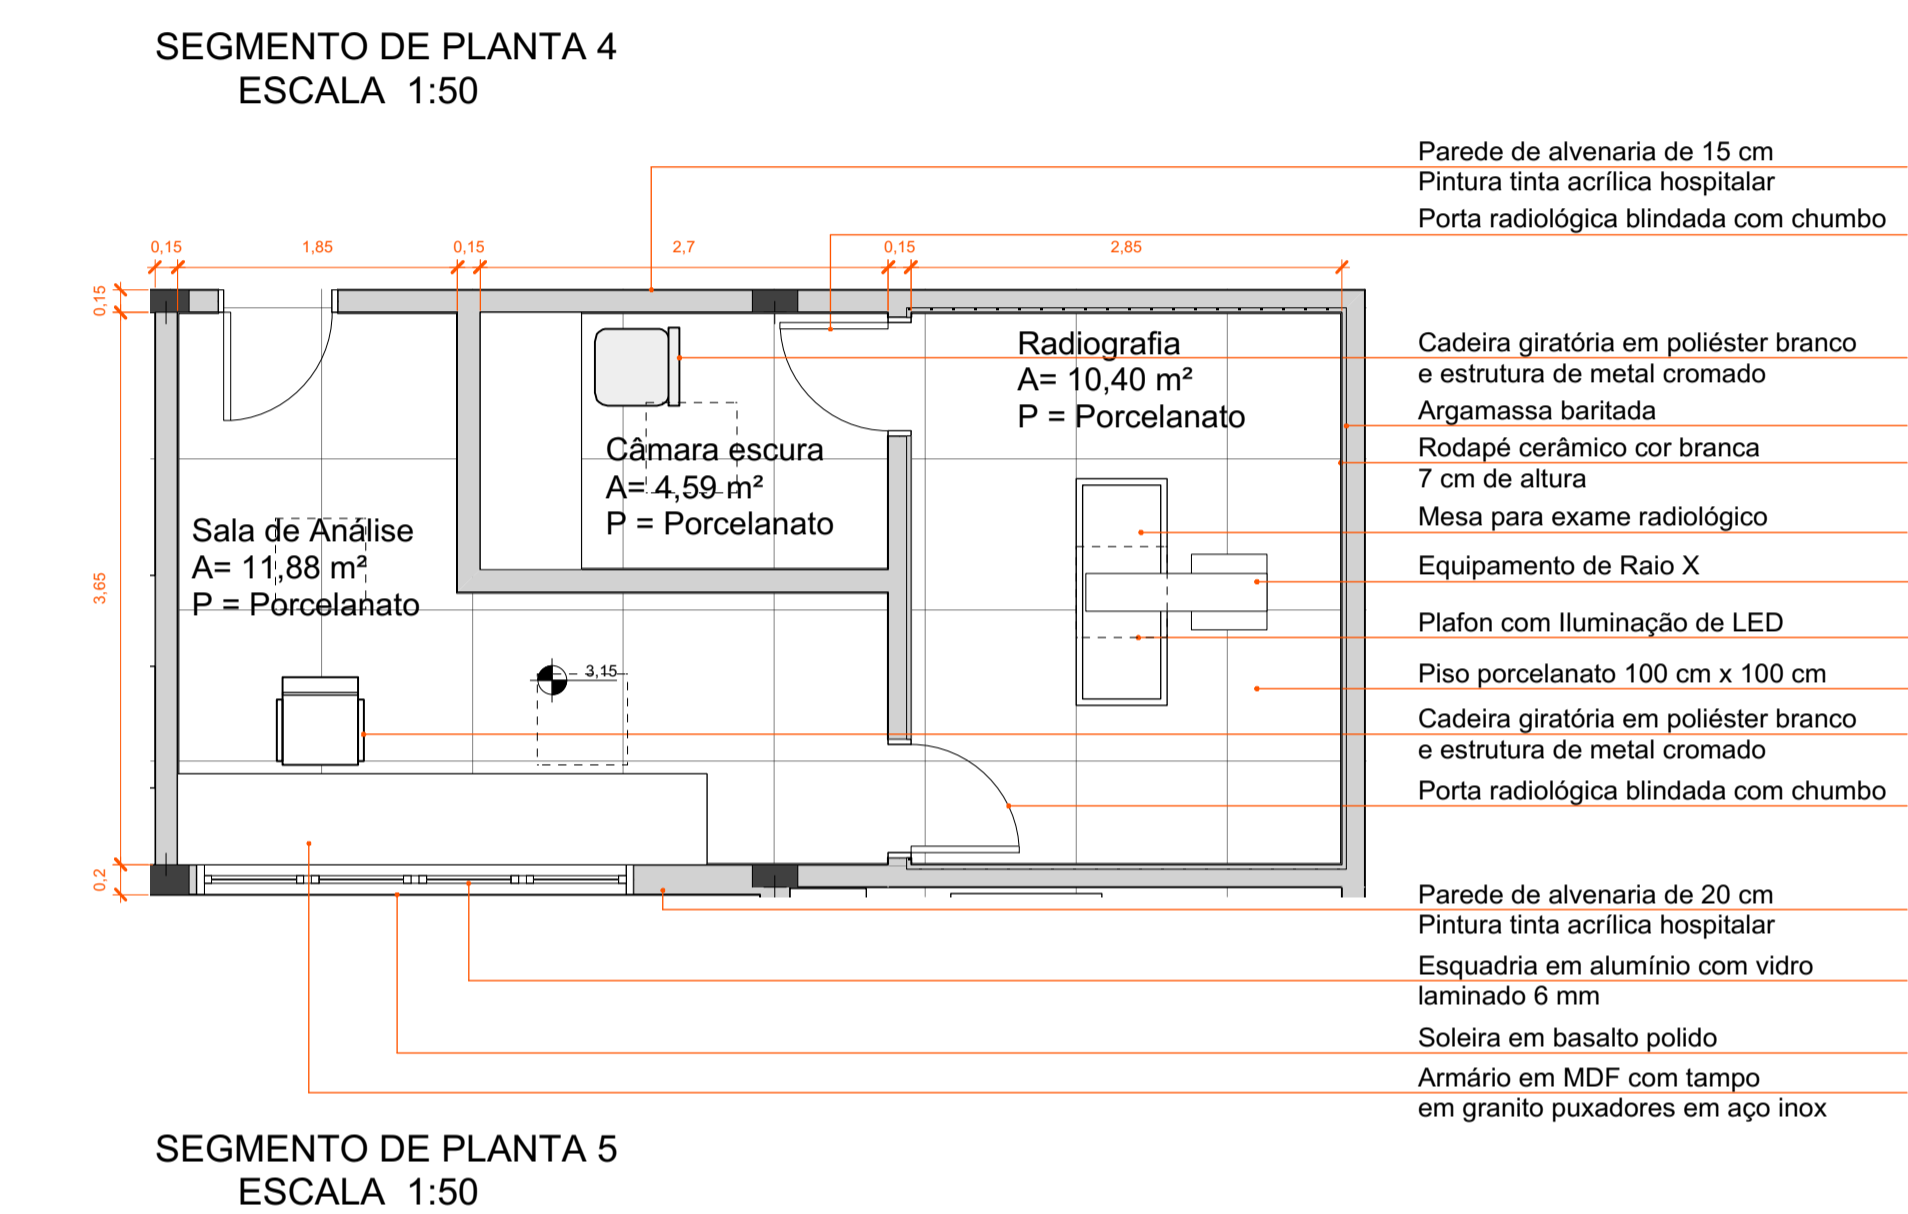 SEGMENTO DE PLANTA 4
ESCALA 1:50
Parede de alvenaria de 15 cm
Pintura tinta acrílica hospitalar
Porta radiológica blindada com chumbo
0,15
1,85
0,15
2,7
0,15
2,85
0,15
3,65
0,2
Radiografia
A= 10,40 m²
P = Porcelanato
Câmara escura
A= 4,59 m²
P = Porcelanato
Sala de Análise
A= 11,88 m²
P = Porcelanato
3,15
Cadeira giratória em poliéster branco
e estrutura de metal cromado
Argamassa baritada
Rodapé cerâmico cor branca
7 cm de altura
Mesa para exame radiológico
Equipamento de Raio X
Plafon com Iluminação de LED
Piso porcelanato 100 cm x 100 cm
Cadeira giratória em poliéster branco
e estrutura de metal cromado
Porta radiológica blindada com chumbo
Parede de alvenaria de 20 cm
Pintura tinta acrílica hospitalar
Esquadria em alumínio com vidro
laminado 6 mm
Soleira em basalto polido
Armário em MDF com tampo
em granito puxadores em aço inox
SEGMENTO DE PLANTA 5
ESCALA 1:50